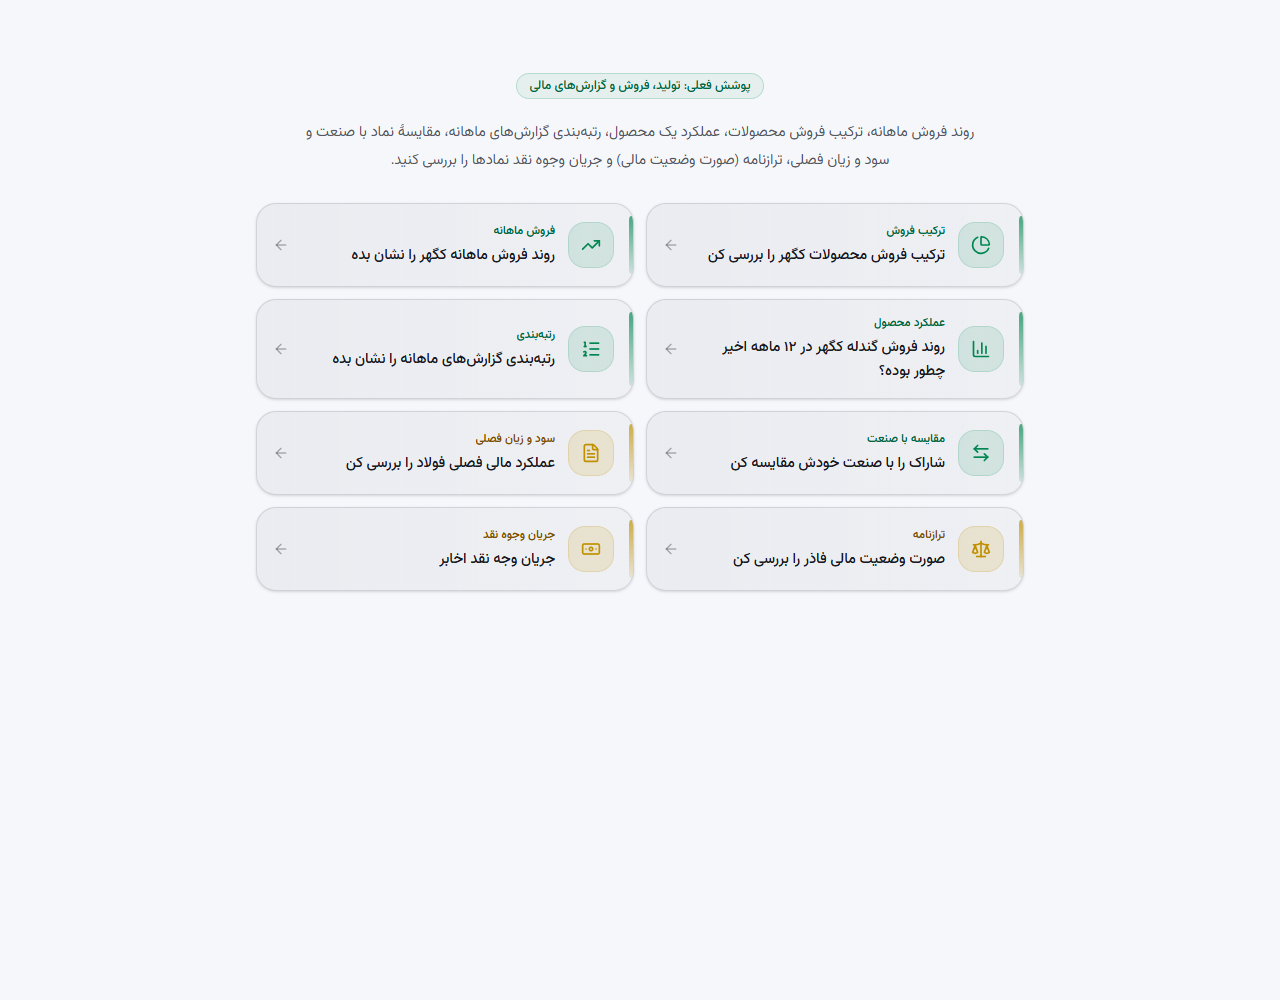 پوشش فعلی: تولید، فروش و گزارش‌های مالی
روند فروش ماهانه، ترکیب فروش محصولات، عملکرد یک محصول، رتبه‌بندی گزارش‌های ماهانه، مقایسهٔ نماد با صنعت و
سود و زیان فصلی، ترازنامه (صورت وضعیت مالی) و جریان وجوه نقد نمادها را بررسی کنید.
ترکیب فروش
ترکیب فروش محصولات کگهر را بررسی کن
فروش ماهانه
روند فروش ماهانه کگهر را نشان بده
عملکرد محصول
روند فروش گندله کگهر در ۱۲ ماهه اخیر
چطور بوده؟
رتبه‌بندی
رتبه‌بندی گزارش‌های ماهانه را نشان بده
مقایسه با صنعت
شاراک را با صنعت خودش مقایسه کن
سود و زیان فصلی
عملکرد مالی فصلی فولاد را بررسی کن
ترازنامه
صورت وضعیت مالی فاذر را بررسی کن
جریان وجوه نقد
جریان وجه نقد اخابر